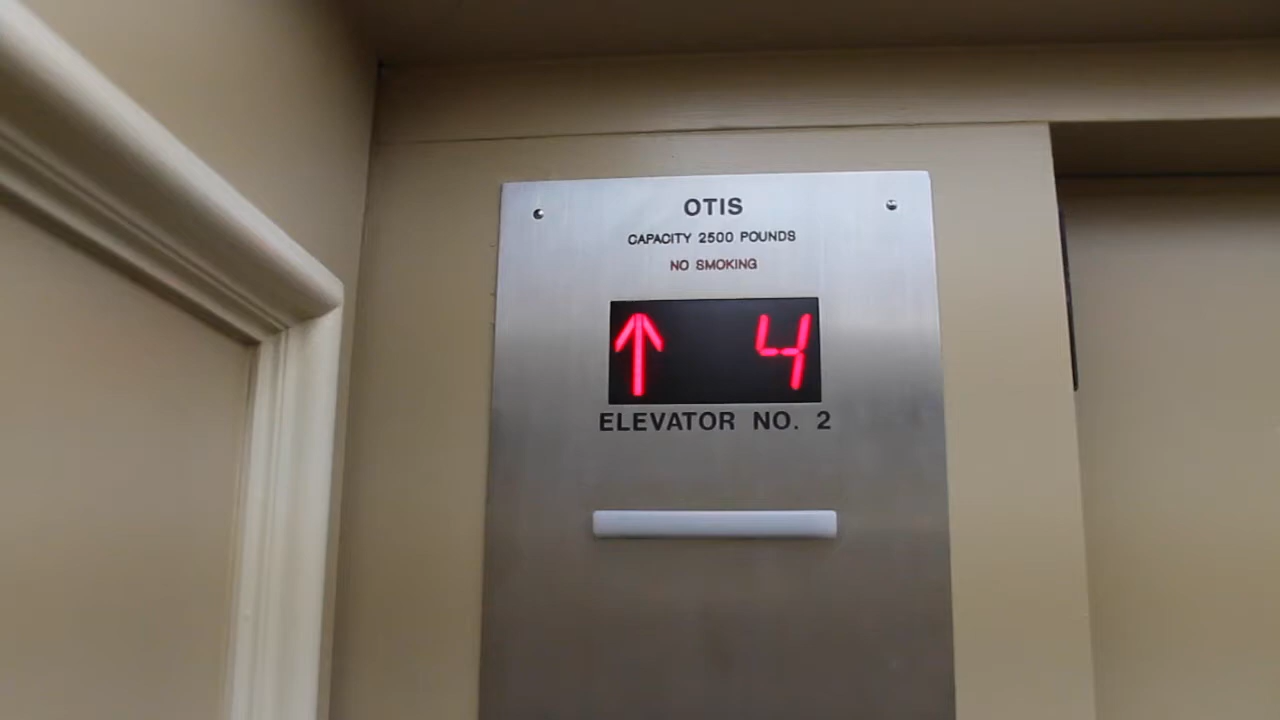 OTIS
CAPACITY 2500 POUNDS
NO SMOKING
↑ 4
ELEVATOR NO. 2